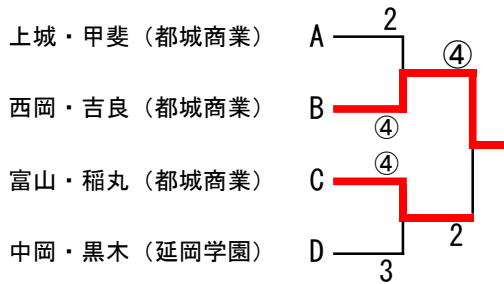 上城・甲斐（都城商業） A 2
④
西岡・吉良（都城商業） B ④
富山・稲丸（都城商業） C ④
2
中岡・黒木（延岡学園） D 3